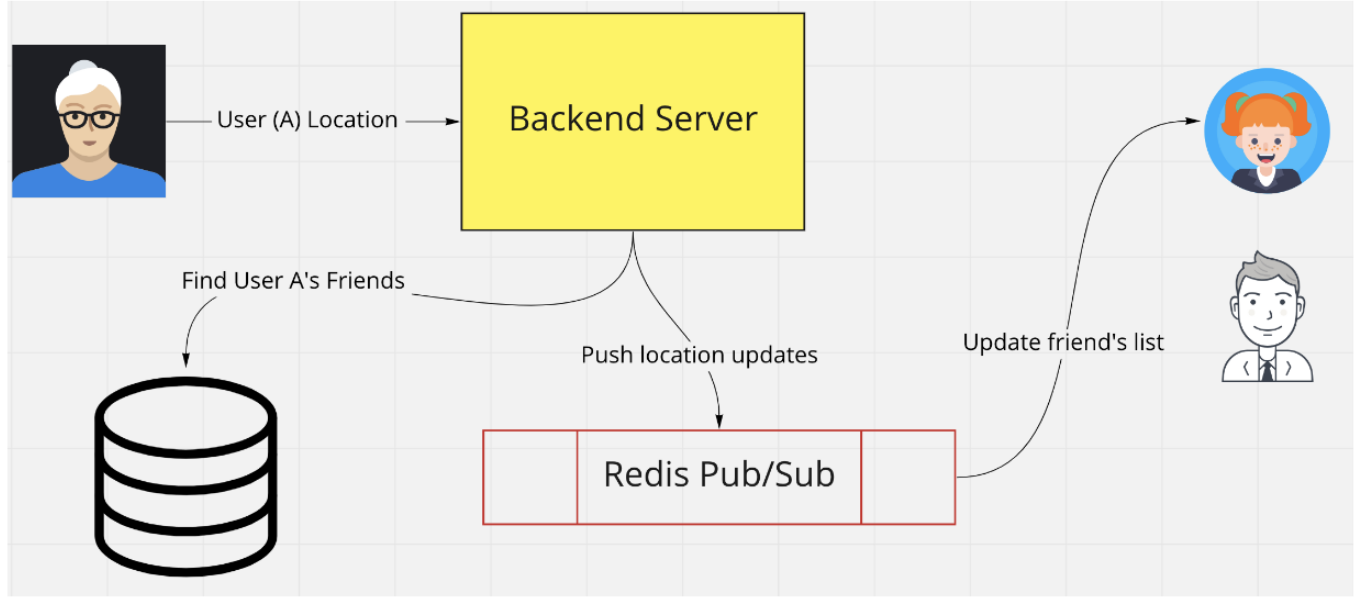 User (A) Location
Backend Server
Find User A's Friends
Push location updates
Update friend's list
Redis Pub/Sub